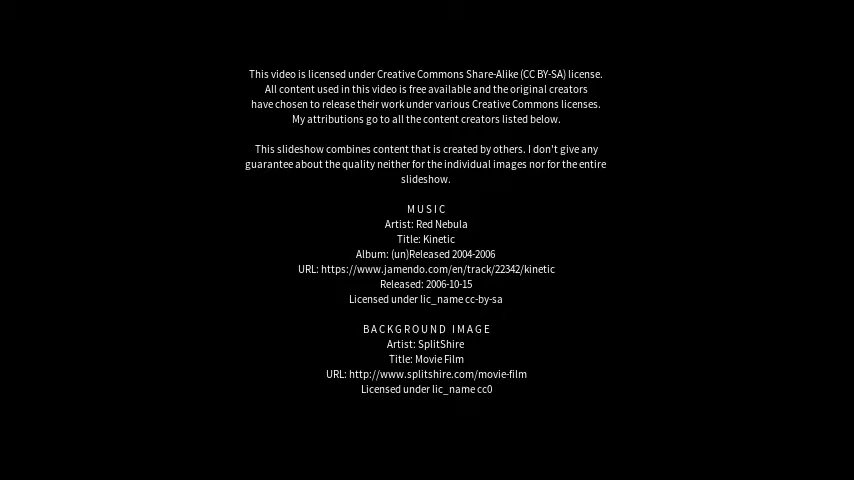 This video is licensed under Creative Commons Share-Alike (CC BY-SA) license.
All content used in this video is free available and the original creators
have chosen to release their work under various Creative Commons licenses.
My attributions go to all the content creators listed below.
This slideshow combines content that is created by others. I don't give any
guarantee about the quality neither for the individual images nor for the entire
slideshow.
MUSIC
Artist: Red Nebula
Title: Kinetic
Album: (un)Released 2004-2006
URL: https://www.jamendo.com/en/track/22342/kinetic
Released: 2006-10-15
Licensed under lic_name cc-by-sa
BACKGROUND IMAGE
Artist: SplitShire
Title: Movie Film
URL: http://www.splitshire.com/movie-film
Licensed under lic_name cc0